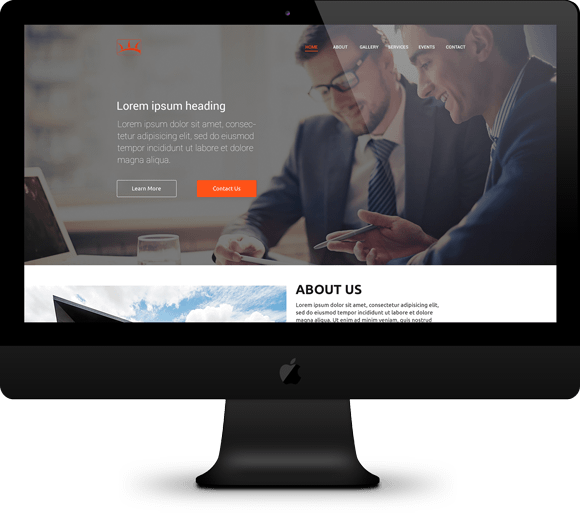 HOME ABOUT GALLERY SERVICES EVENTS CONTACT
Lorem ipsum heading
Lorem ipsum dolor sit amet, consec-
tetur adipisicing elit, sed do eiusmod
tempor incididunt ut labore et dolore
magna aliqua.
Learn More Contact Us
ABOUT US
Lorem ipsum dolor sit amet, consectetur adipisicing elit,
sed do eiusmod tempor incididunt ut labore et dolore
magna aliqua. Ut enim ad minim veniam, quis nostrud